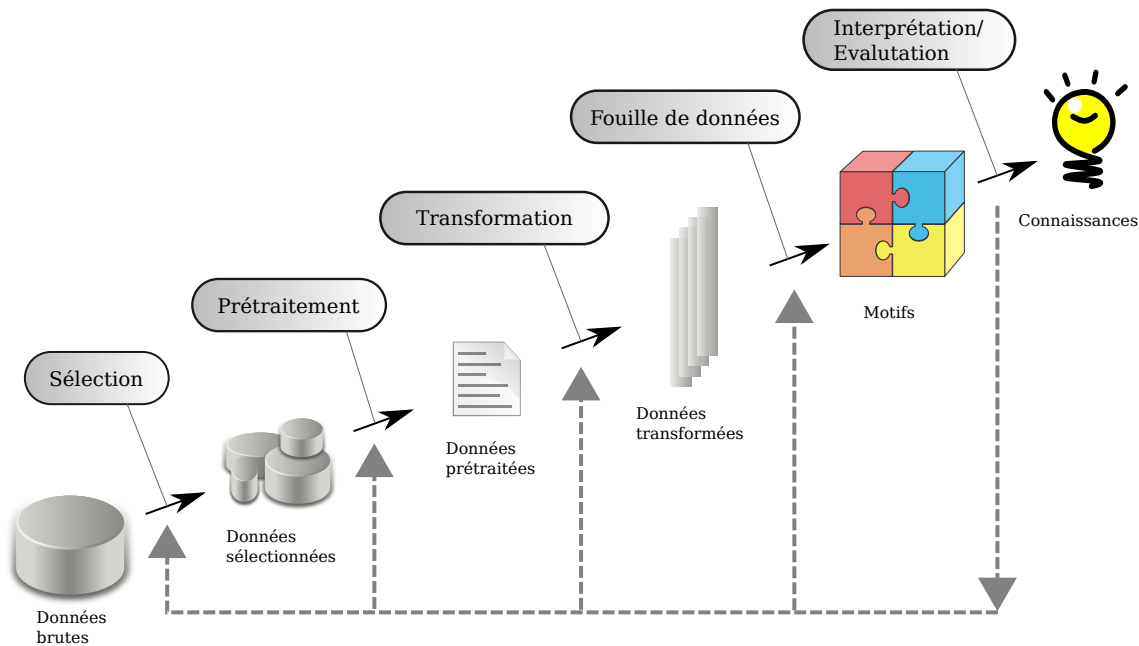 Interprétation/
Evalutation
Fouille de données
Transformation
Connaissances
Prétraitement
Motifs
Sélection
Données
transformées
Données
prétraitées
Données
sélectionnées
Données
brutes